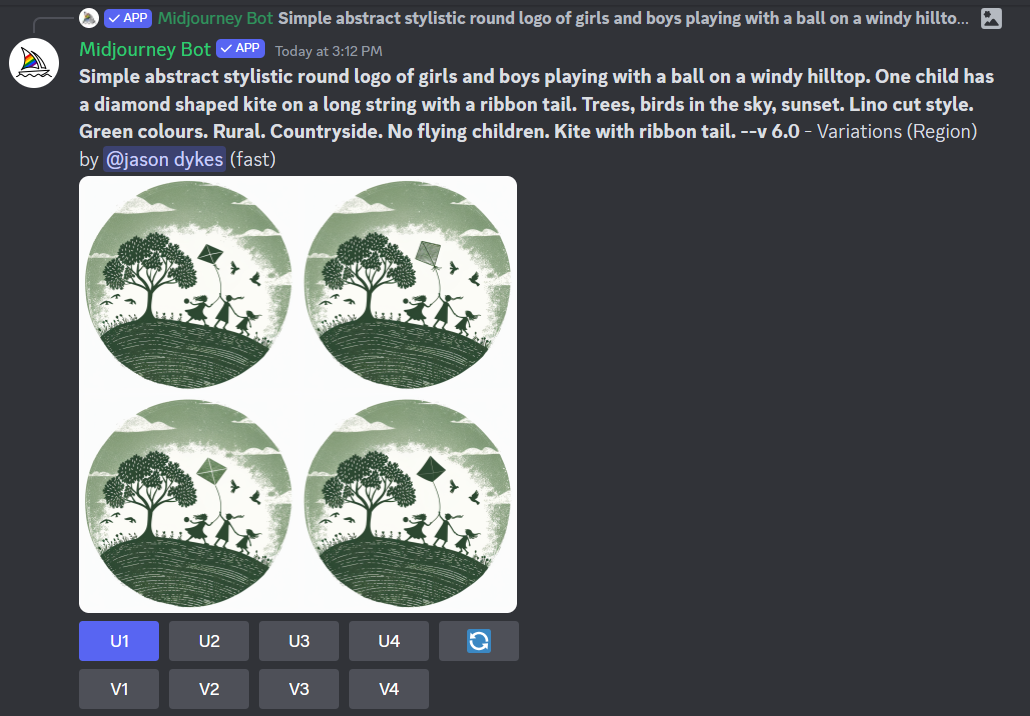 ✓ APP Midjourney Bot Simple abstract stylistic round logo of girls and boys playing with a ball on a windy hillto...
Midjourney Bot ✓ APP Today at 3:12 PM
Simple abstract stylistic round logo of girls and boys playing with a ball on a windy hilltop. One child has
a diamond shaped kite on a long string with a ribbon tail. Trees, birds in the sky, sunset. Lino cut style.
Green colours. Rural. Countryside. No flying children. Kite with ribbon tail. --v 6.0 - Variations (Region)
by @jason dykes (fast)
U1 U2 U3 U4
V1 V2 V3 V4